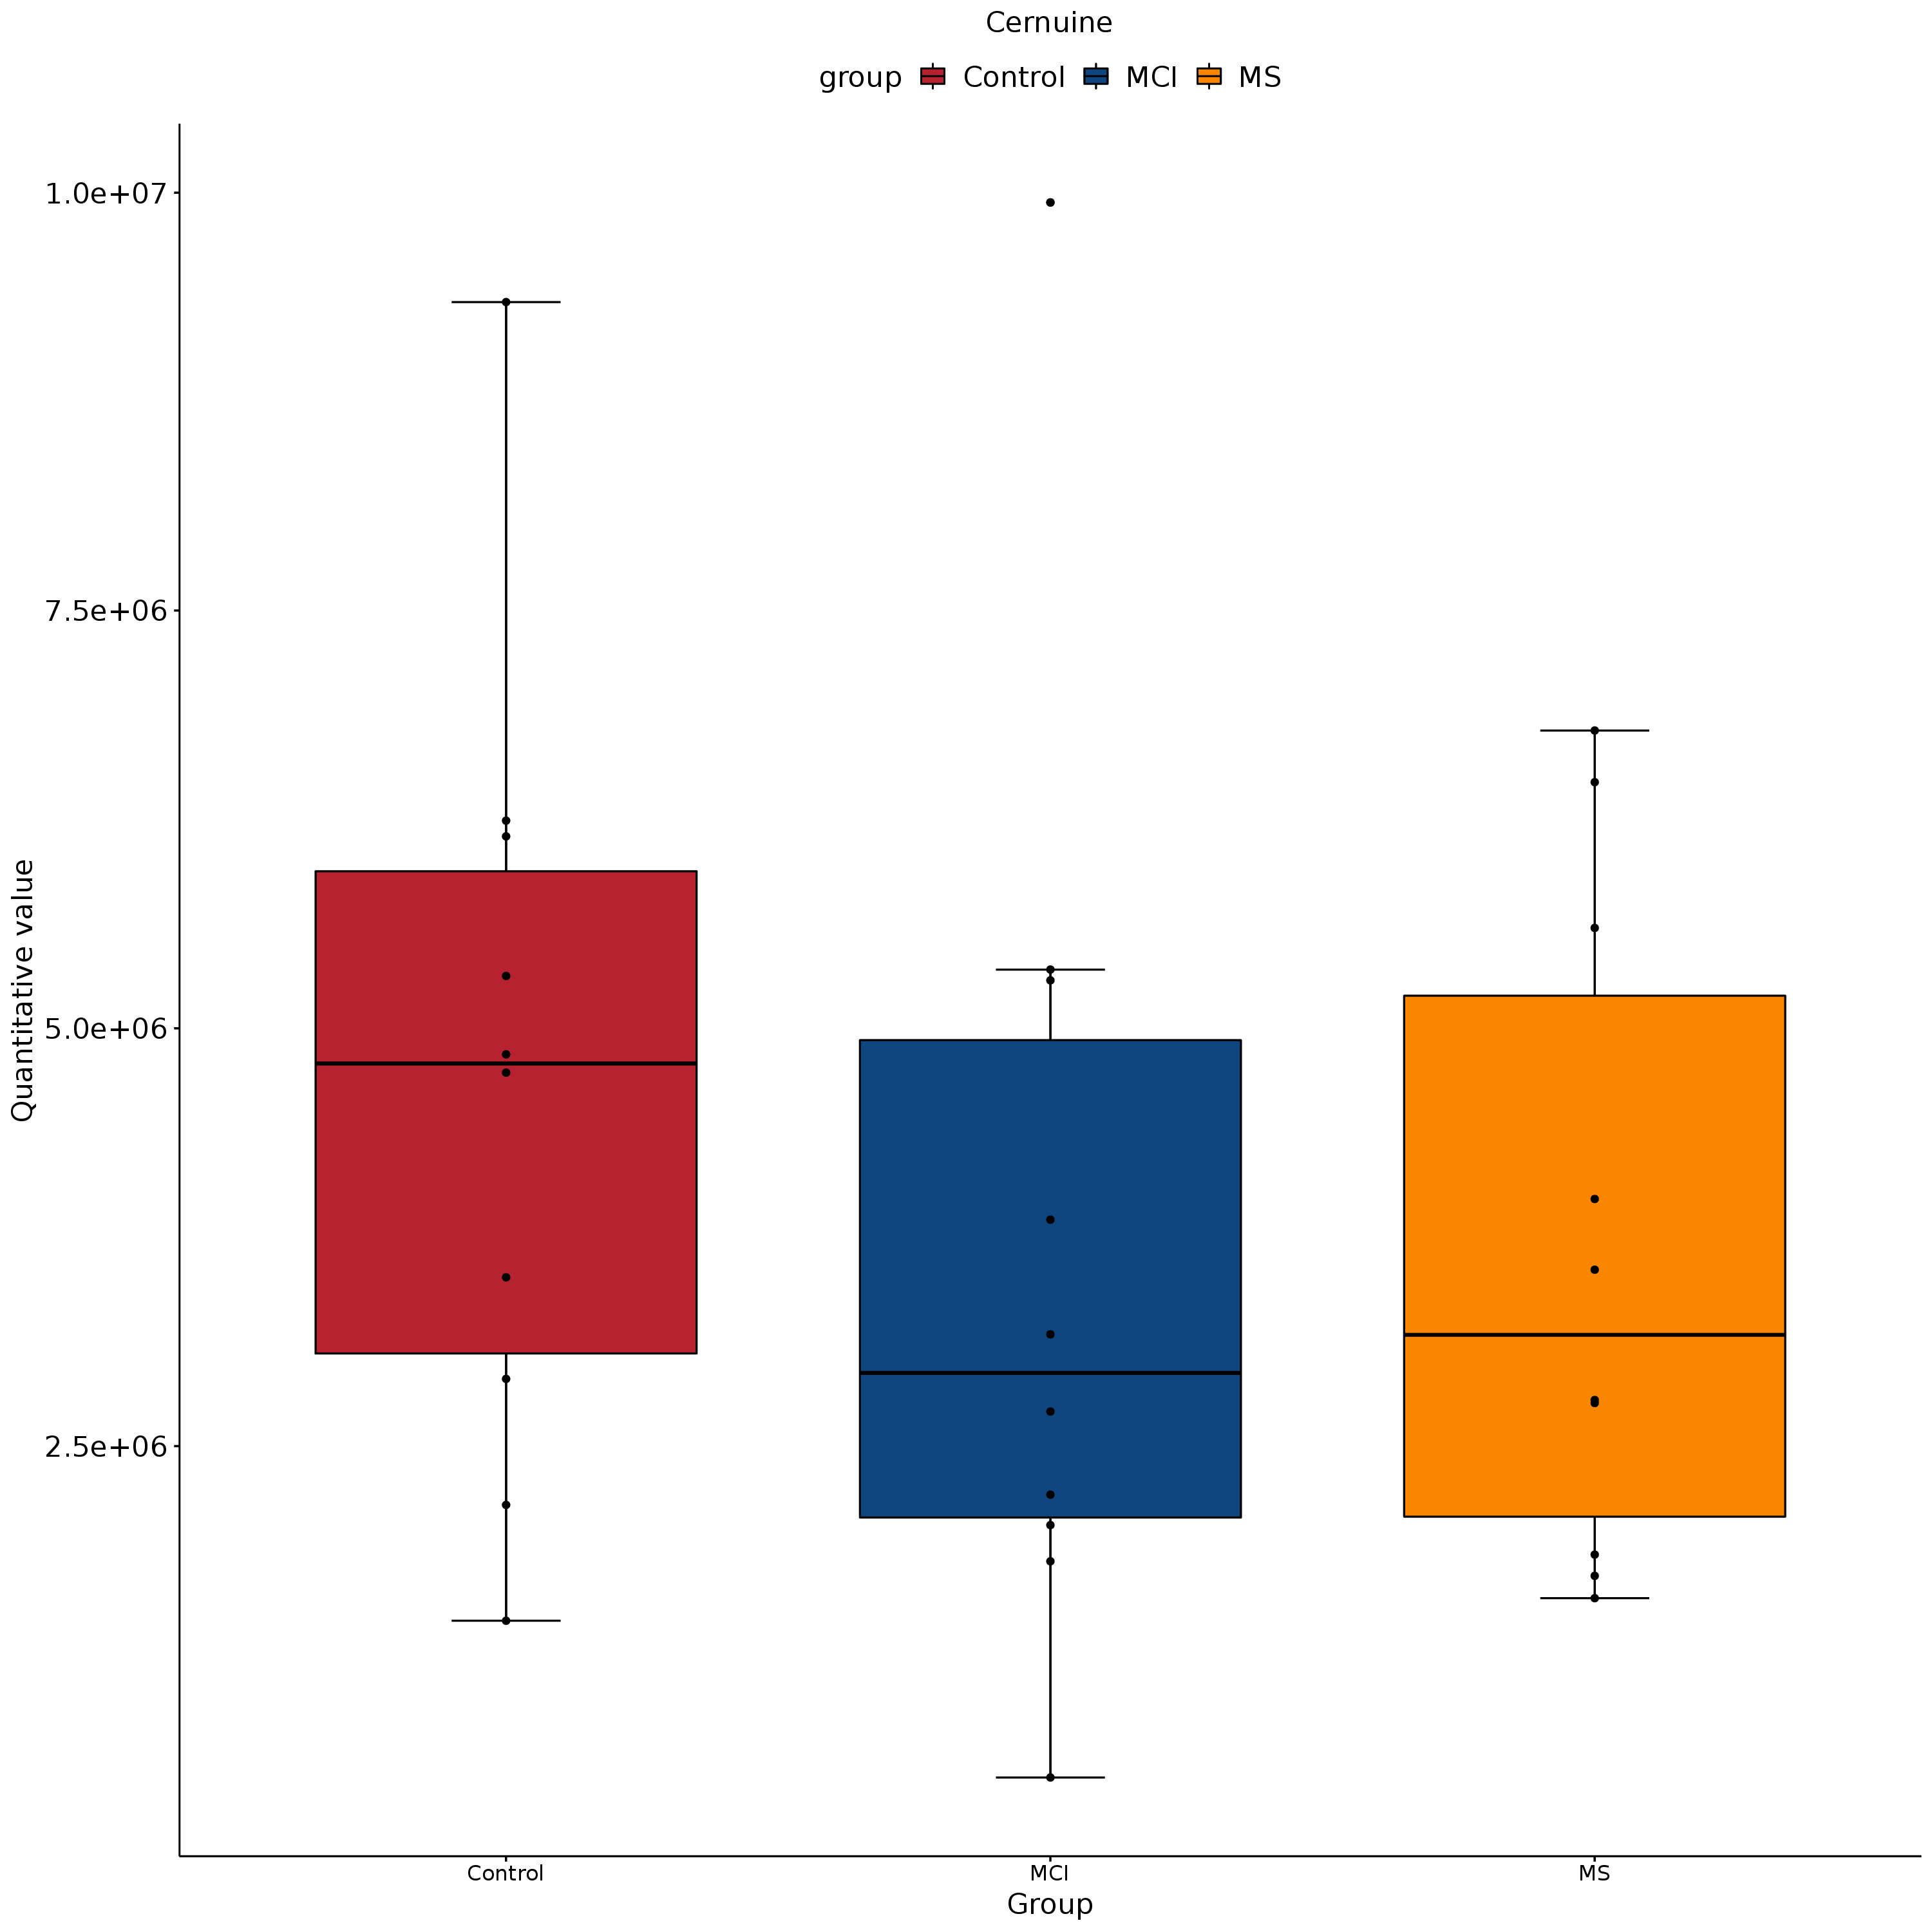 Cernuine
group Control MCI MS
1.0e+07
7.5e+06
5.0e+06
2.5e+06
Quantitative value
Control MCI MS
Group